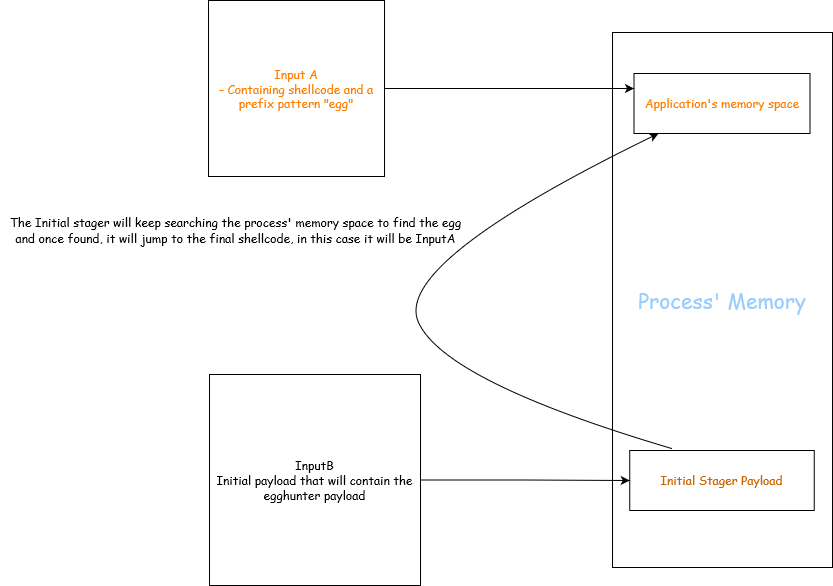 Input A
- Containing shellcode and a
prefix pattern "egg"
Application's memory space
The Initial stager will keep searching the process' memory space to find the egg
and once found, it will jump to the final shellcode, in this case it will be InputA
Process' Memory
InputB
Initial payload that will contain the
egghunter payload
Initial Stager Payload